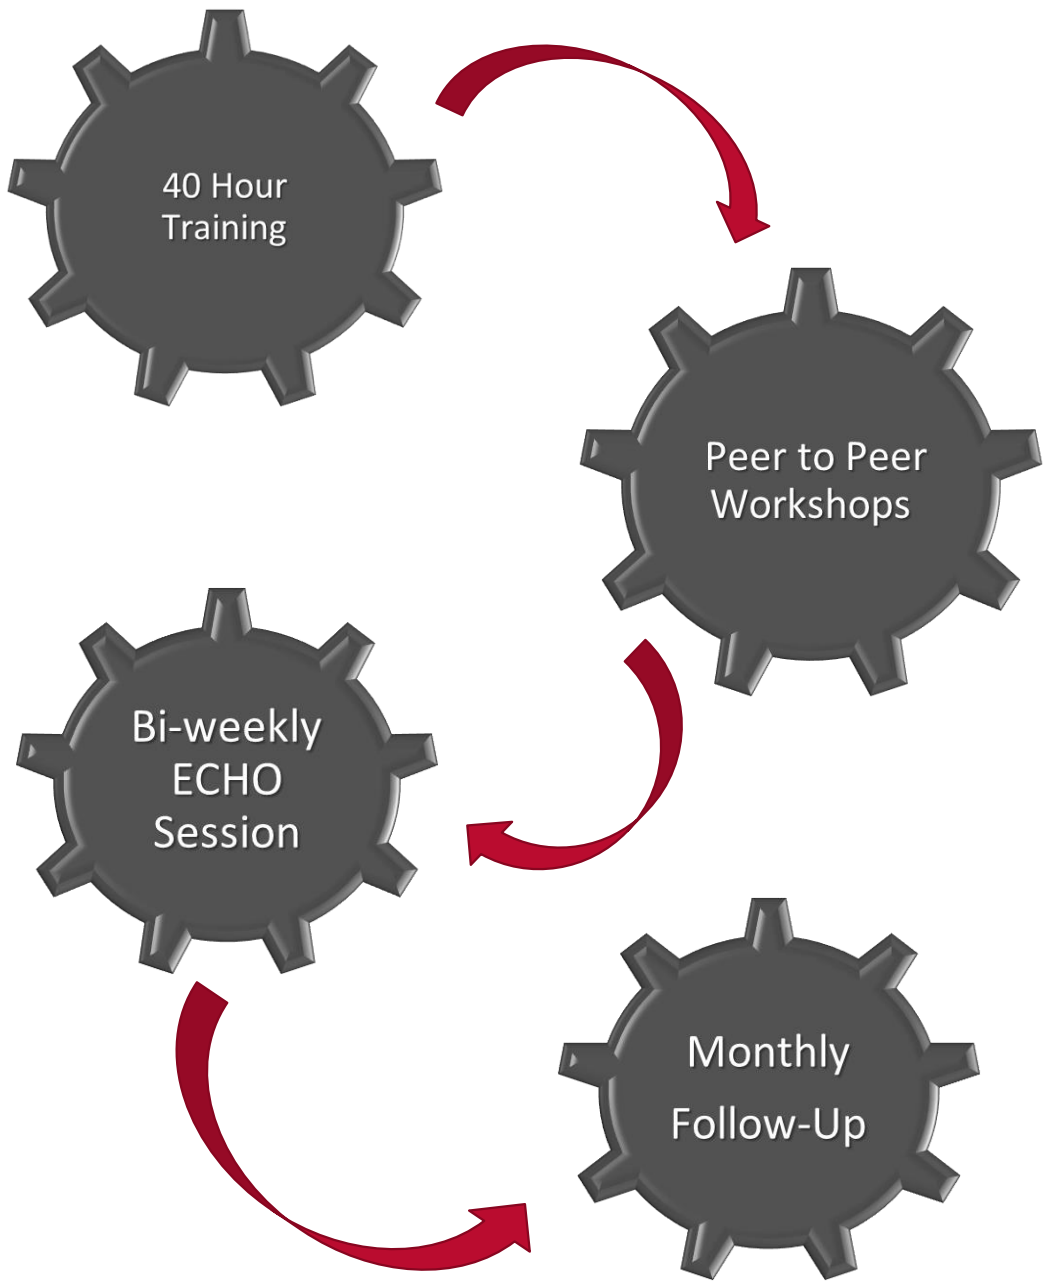 40 Hour
Training
Peer to Peer
Workshops
Bi-weekly
ECHO
Session
Monthly
Follow-Up